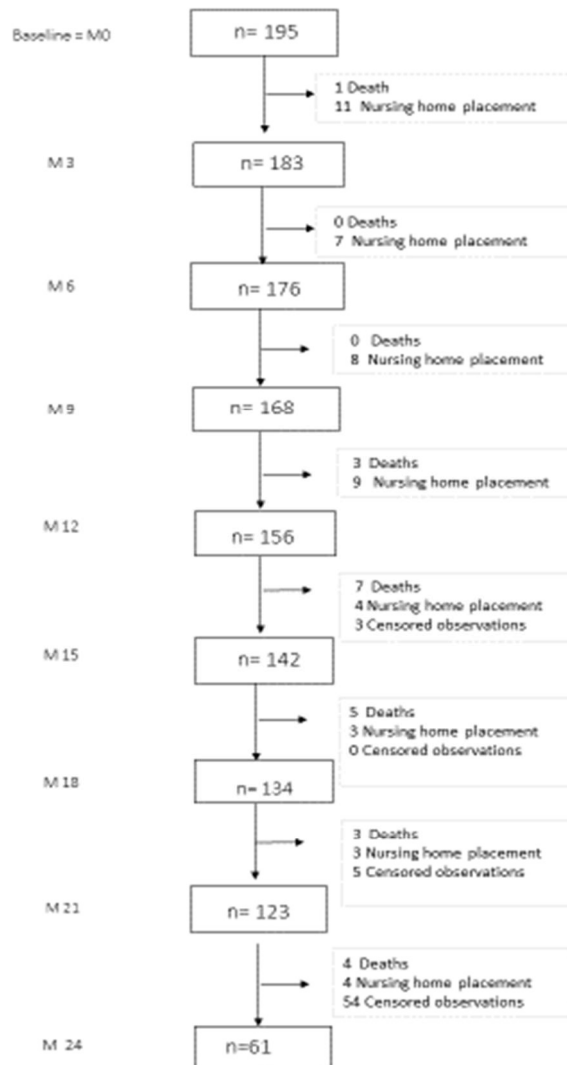 Baseline = M0
n= 195
1 Death
11 Nursing home placement
M 3
n= 183
0 Deaths
7 Nursing home placement
M 6
n= 176
0 Deaths
8 Nursing home placement
M 9
n= 168
3 Deaths
9 Nursing home placement
M 12
n= 156
7 Deaths
4 Nursing home placement
3 Censored observations
M 15
n= 142
5 Deaths
3 Nursing home placement
0 Censored observations
M 18
n= 134
3 Deaths
3 Nursing home placement
5 Censored observations
M 21
n= 123
4 Deaths
4 Nursing home placement
54 Censored observations
M 24
n=61